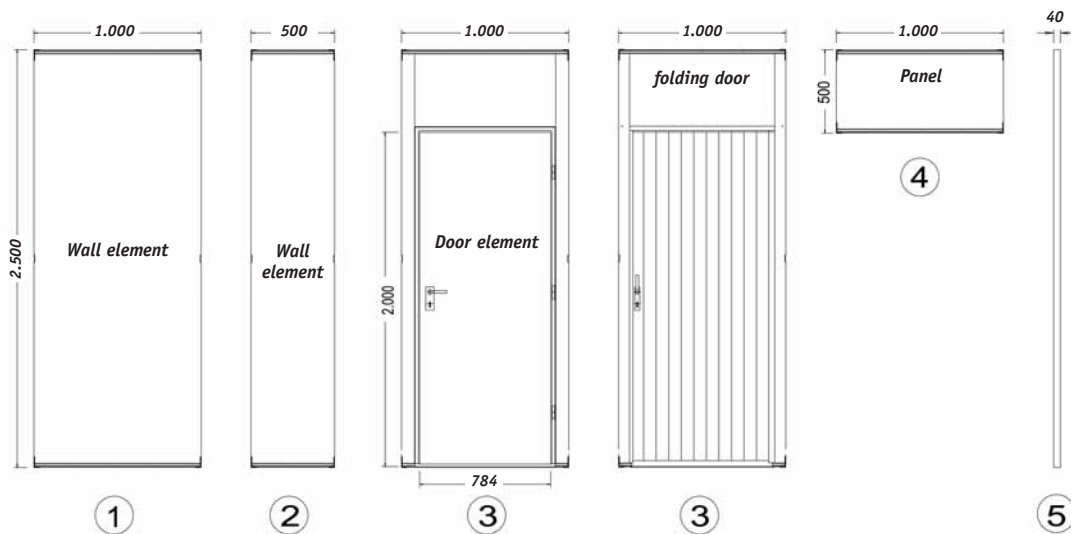 1.000
500
1.000
1.000
1.000
40
folding door
Panel
500
4
2.500
Wall element
Wall
element
Door element
2.000
784
1
2
3
3
5